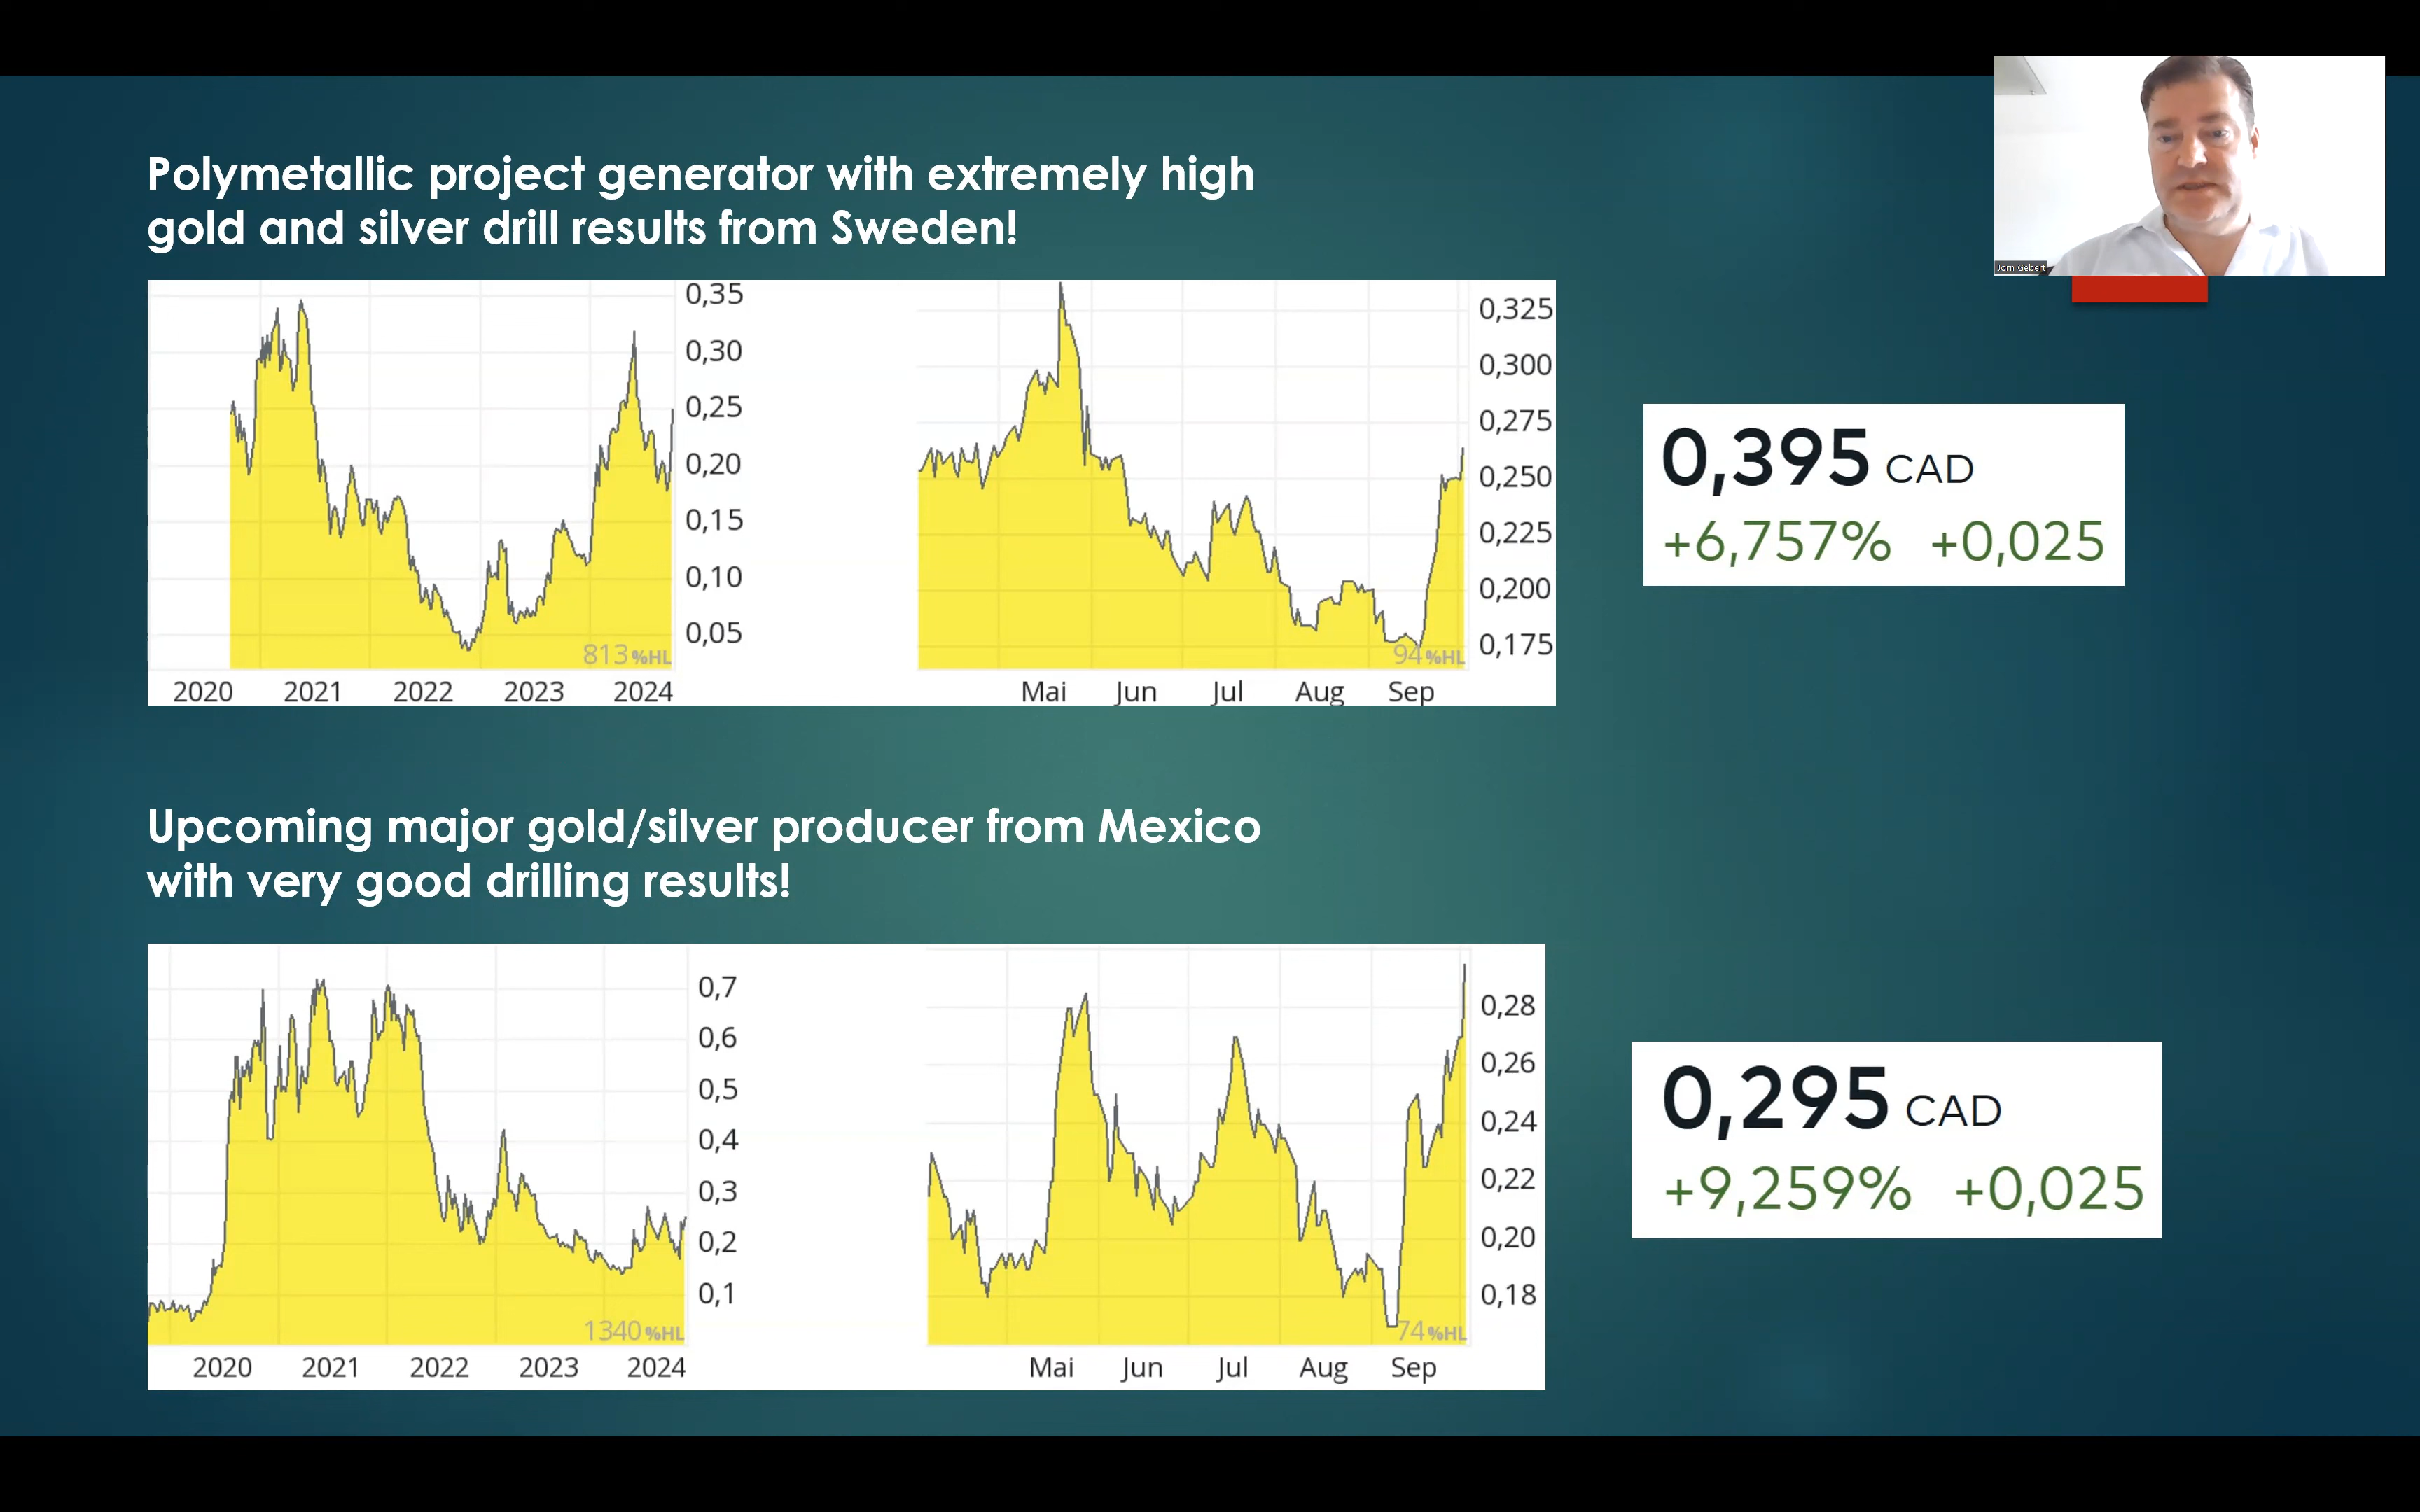 Jörn Gebert
Polymetallic project generator with extremely high
gold and silver drill results from Sweden!
0,35
0,30
0,25
0,20
0,15
0,10
0,05
813 %HL
2020 2021 2022 2023 2024
0,325
0,300
0,275
0,250
0,225
0,200
0,175
94 %HL
Mai Jun Jul Aug Sep
0,395 CAD
+6,757% +0,025
Upcoming major gold/silver producer from Mexico
with very good drilling results!
0,7
0,6
0,5
0,4
0,3
0,2
0,1
1340 %HL
2020 2021 2022 2023 2024
0,28
0,26
0,24
0,22
0,20
0,18
74 %HL
Mai Jun Jul Aug Sep
0,295 CAD
+9,259% +0,025